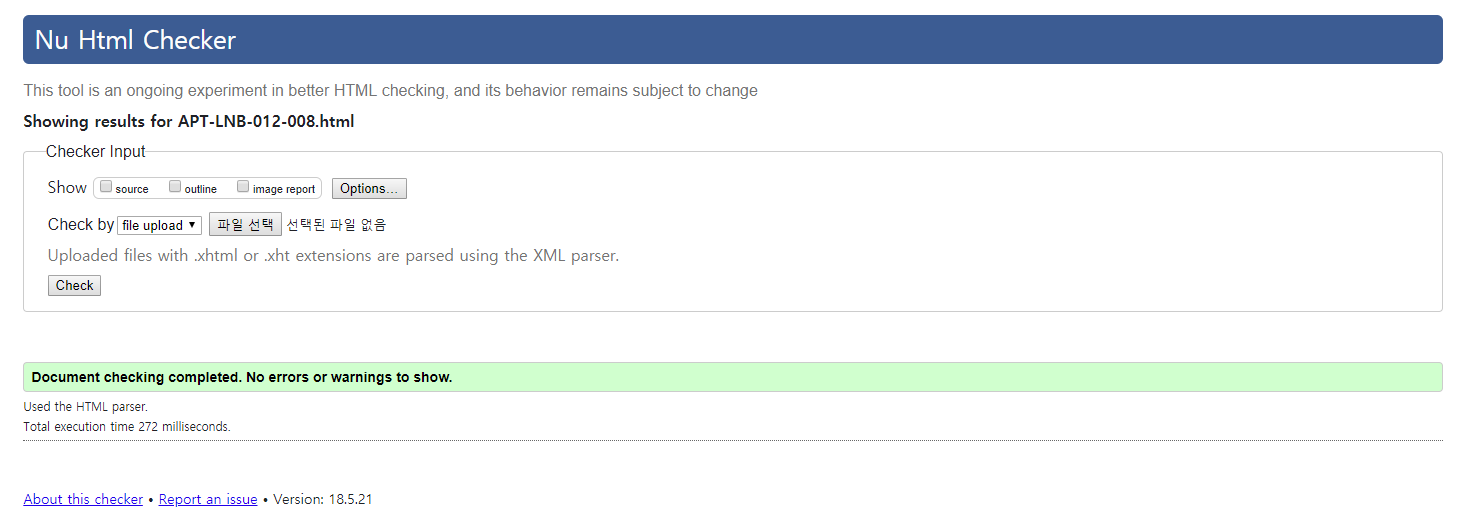 Nu Html Checker
This tool is an ongoing experiment in better HTML checking, and its behavior remains subject to change
Showing results for APT-LNB-012-008.html
Checker Input
Show source outline image report Options...
Check by file upload 파일 선택 선택된 파일 없음
Uploaded files with .xhtml or .xht extensions are parsed using the XML parser.
Check
Document checking completed. No errors or warnings to show.
Used the HTML parser.
Total execution time 272 milliseconds.
About this checker • Report an issue • Version: 18.5.21